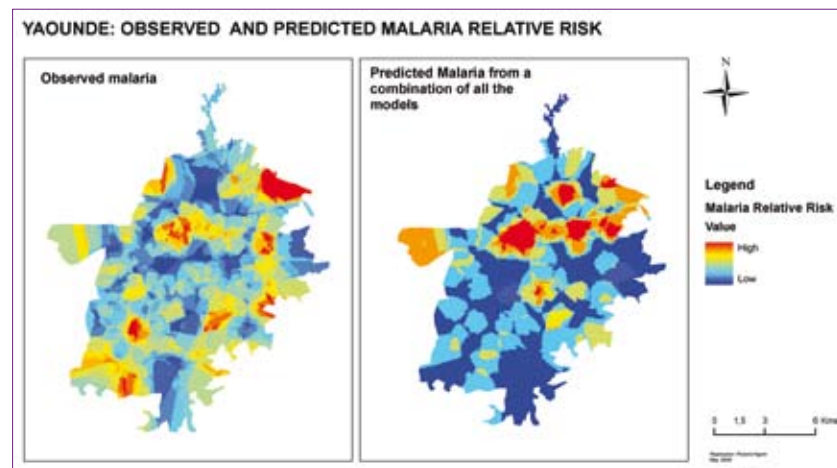 YAOUNDE: OBSERVED AND PREDICTED MALARIA RELATIVE RISK
Observed malaria
Predicted Malaria from a
combination of all the
models
N
Legend
Malaria Relative Risk
Value
High
Low
0 1,5 3 6 Kms